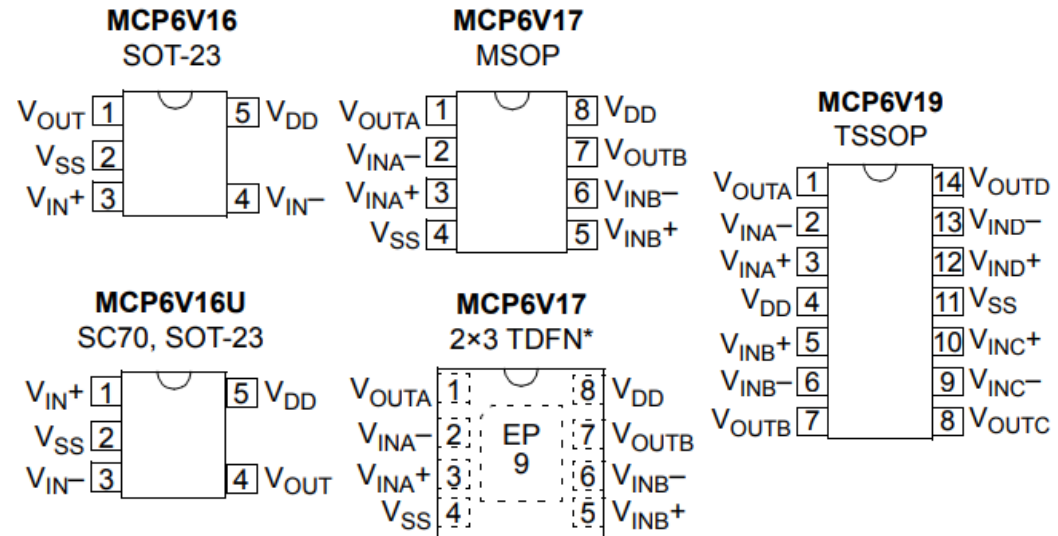 MCP6V16
SOT-23
VOUT 1 5 VDD
VSS 2
VIN+ 3 4 VIN–
MCP6V17
MSOP
VOUTA 1 8 VDD
VINA– 2 7 VOUTB
VINA+ 3 6 VINB–
VSS 4 5 VINB+
MCP6V19
TSSOP
VOUTA 1 14 VOUTD
VINA– 2 13 VIND–
VINA+ 3 12 VIND+
VDD 4 11 VSS
VINB+ 5 10 VINC+
VINB– 6 9 VINC–
VOUTB 7 8 VOUTC
MCP6V16U
SC70, SOT-23
VIN+ 1 5 VDD
VSS 2
VIN– 3 4 VOUT
MCP6V17
2×3 TDFN*
VOUTA 1 8 VDD
VINA– 2 EP 7 VOUTB
VINA+ 3 9 6 VINB–
VSS 4 5 VINB+